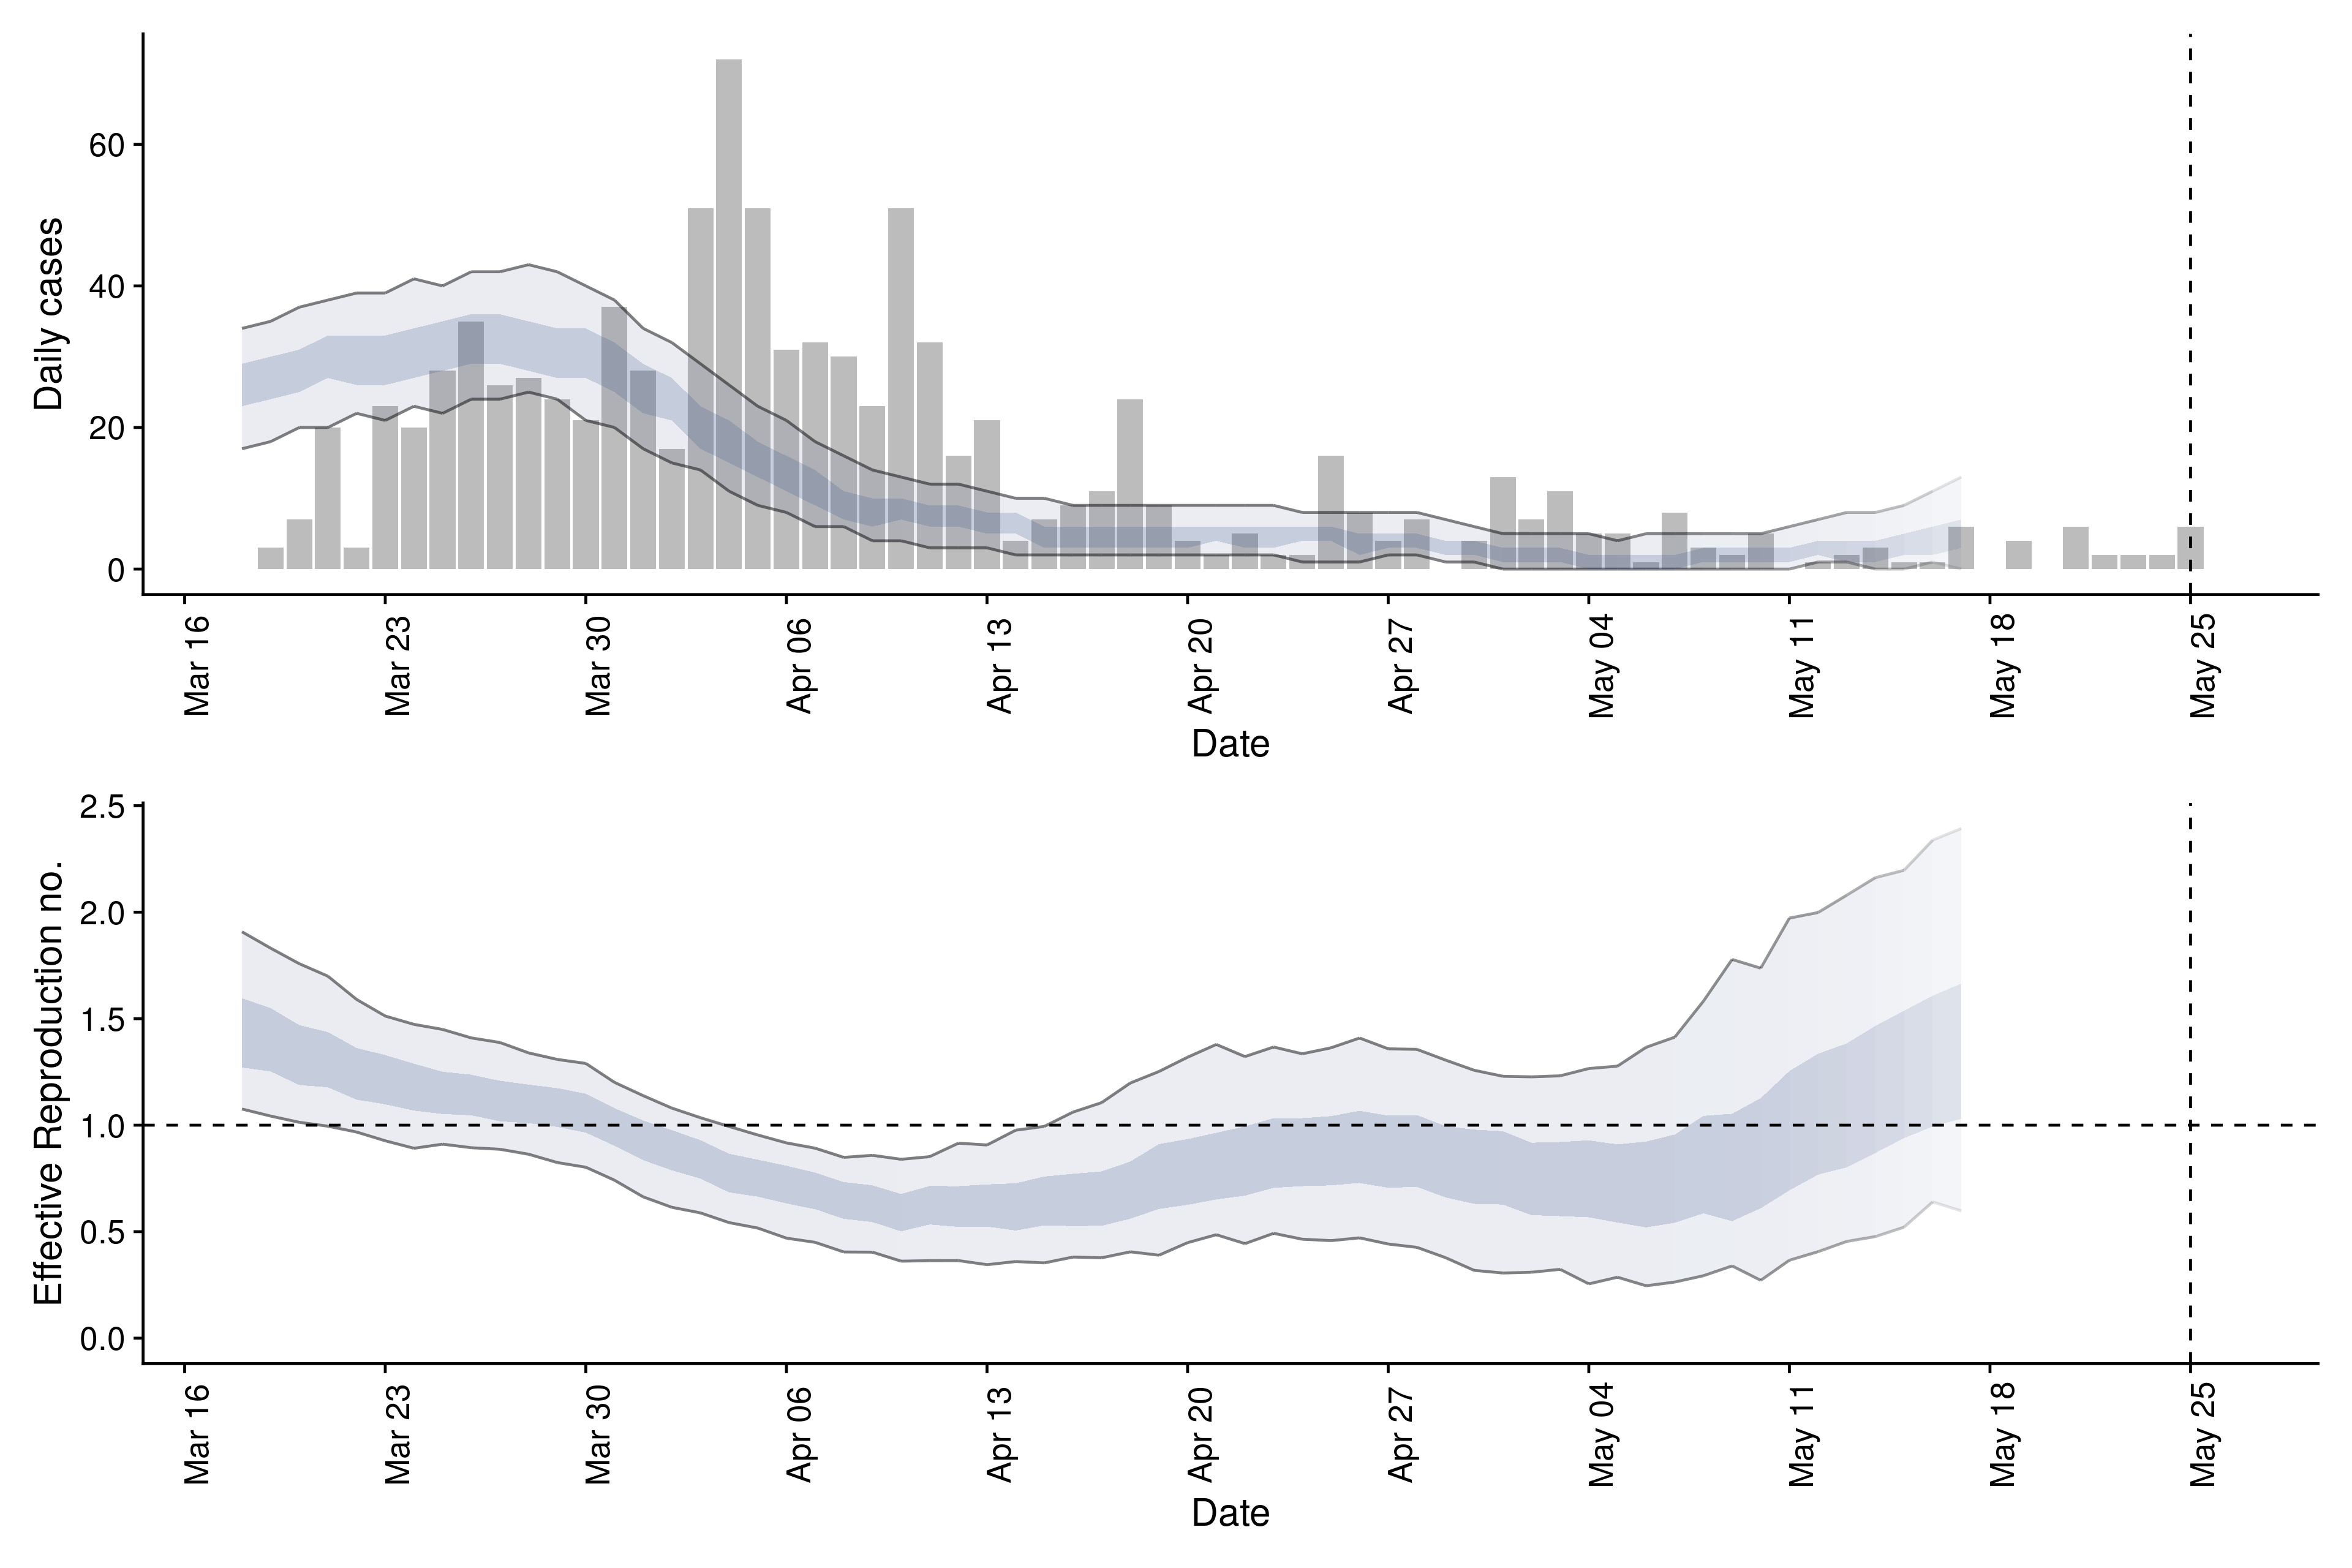 Daily cases
60
40
20
0
Mar 16
Mar 23
Mar 30
Apr 06
Apr 13
Apr 20
Apr 27
May 04
May 11
May 18
May 25
Date
Effective Reproduction no.
2.5
2.0
1.5
1.0
0.5
0.0
Mar 16
Mar 23
Mar 30
Apr 06
Apr 13
Apr 20
Apr 27
May 04
May 11
May 18
May 25
Date